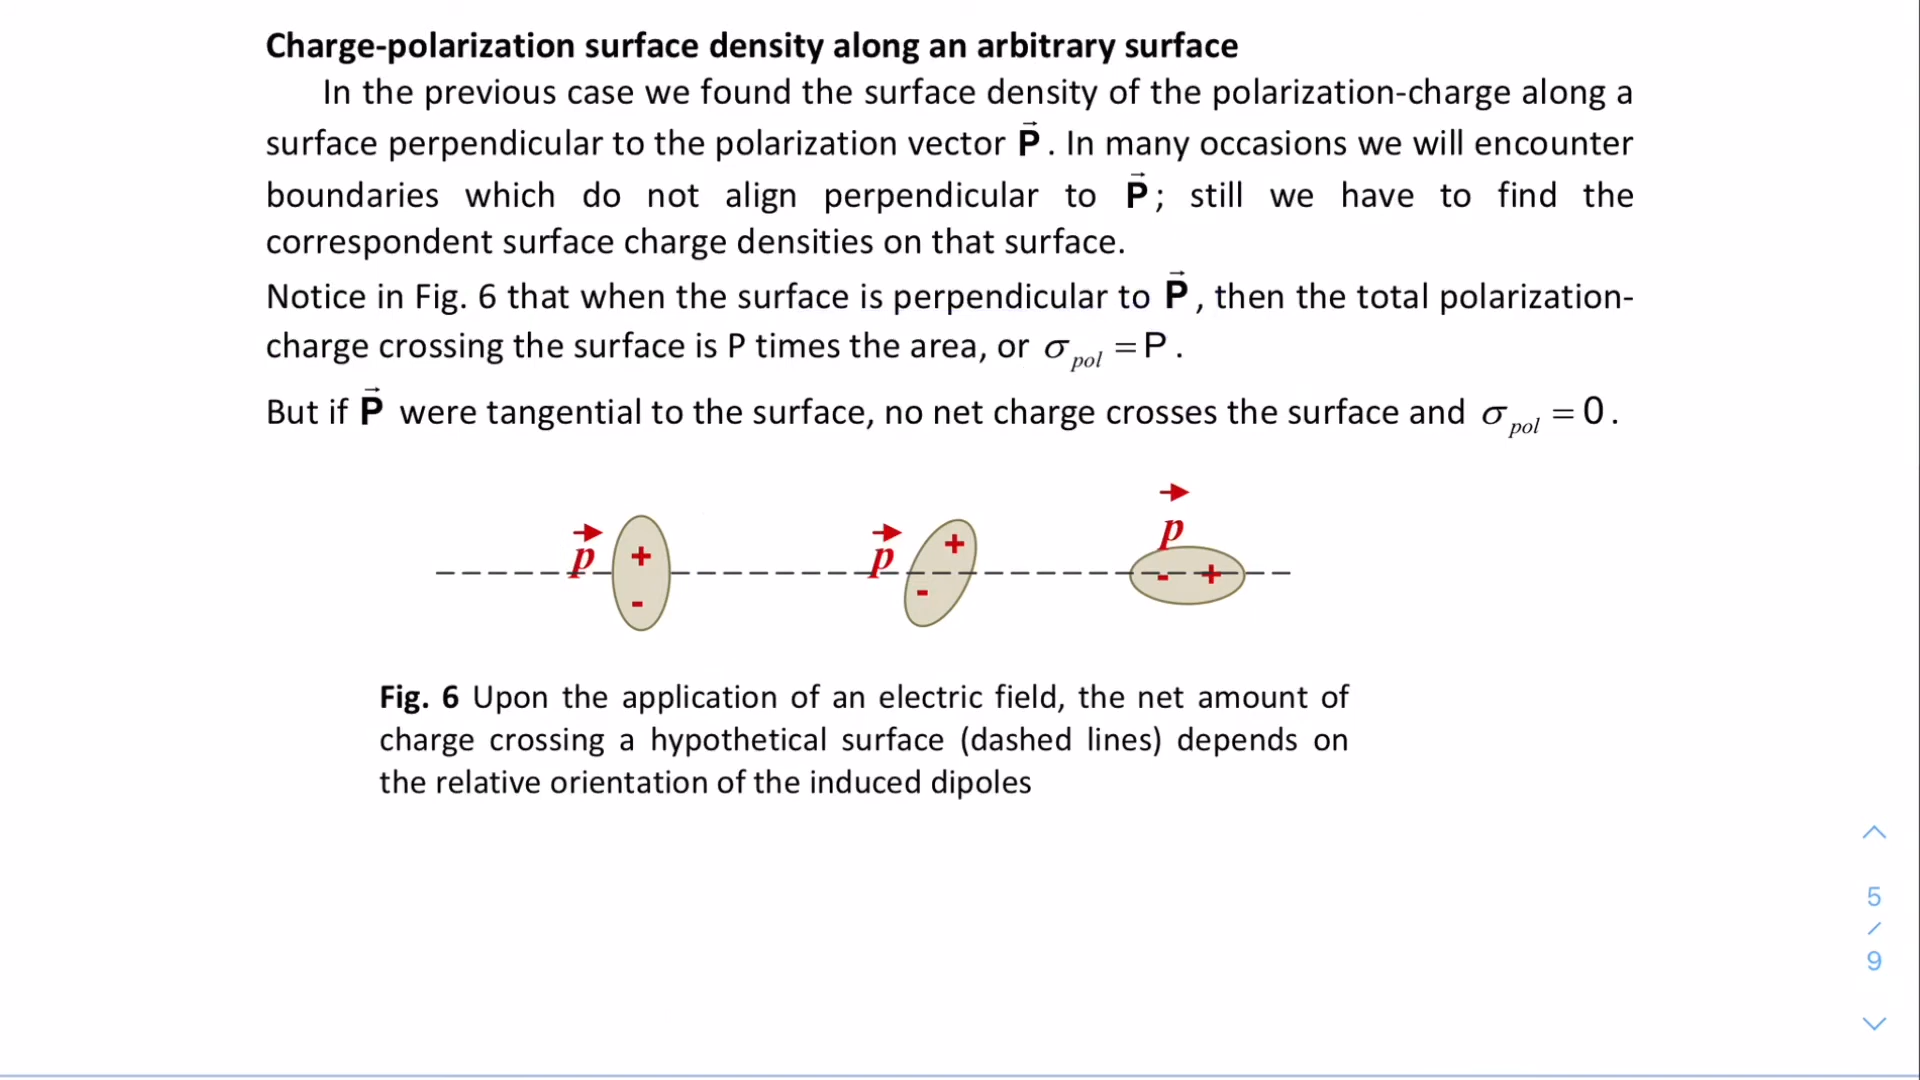 Charge-polarization surface density along an arbitrary surface
In the previous case we found the surface density of the polarization-charge along a
surface perpendicular to the polarization vector P⃗. In many occasions we will encounter
boundaries which do not align perpendicular to P⃗; still we have to find the
correspondent surface charge densities on that surface.
Notice in Fig. 6 that when the surface is perpendicular to P⃗, then the total polarization-
charge crossing the surface is P times the area, or σ_pol = P.
But if P⃗ were tangential to the surface, no net charge crosses the surface and σ_pol = 0.
p⃗ + - p⃗ + - p⃗ - +
Fig. 6 Upon the application of an electric field, the net amount of
charge crossing a hypothetical surface (dashed lines) depends on
the relative orientation of the induced dipoles
5
/
9